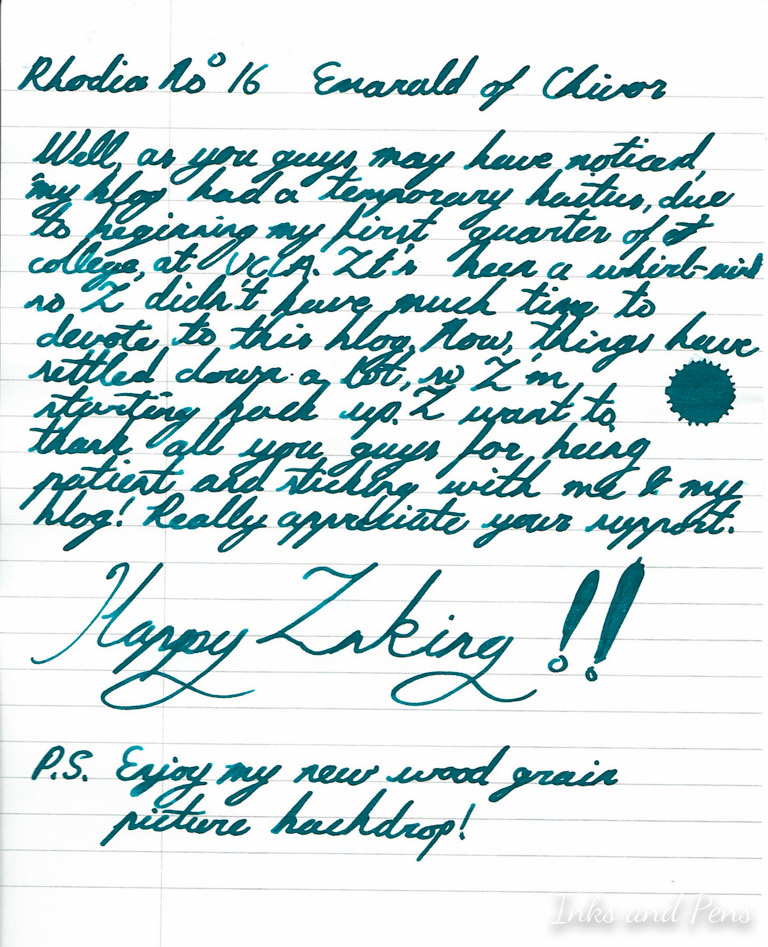 Rhodia No 16 Emerald of Chivor
Well, as you guys may have noticed,
my blog had a temporary haitus, due
to beginning my first quarter of
college, at UCLA. It's been a whirl-wind
so I didn't have much time to
devote to this blog. Now, things have
settled down a lot, so I'm
starting back up. I want to
thank all you guys for being
patient and sticking with me & my
blog! Really appreciate your support.
Happy Inking!!
P.S. Enjoy my new wood grain
picture backdrop!
Inks and Pens